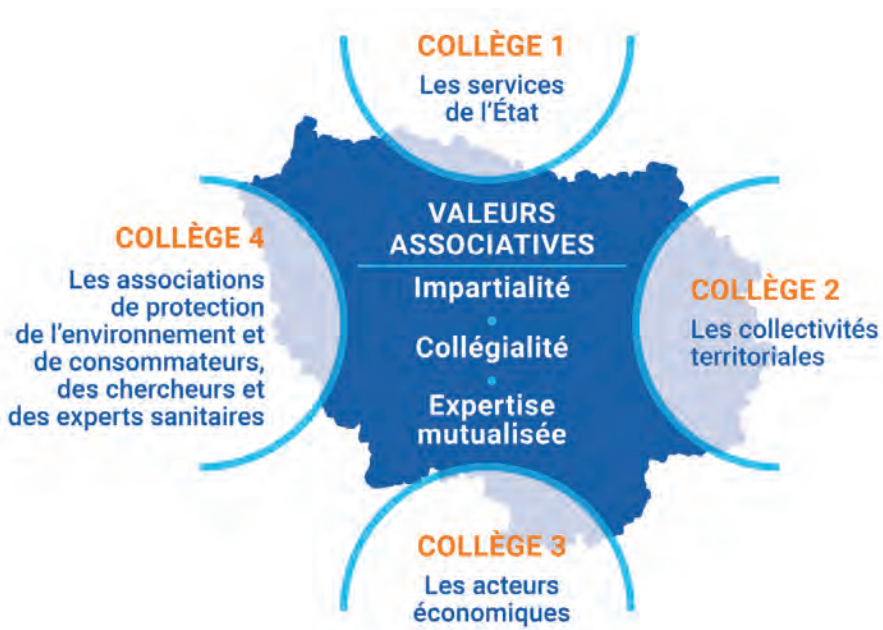 COLLÈGE 1
Les services
de l'État
VALEURS
ASSOCIATIVES
Impartialité
•
Collégialité
•
Expertise
mutualisée
COLLÈGE 4
Les associations
de protection
de l'environnement et
de consommateurs,
des chercheurs et
des experts sanitaires
COLLÈGE 2
Les collectivités
territoriales
COLLÈGE 3
Les acteurs
économiques